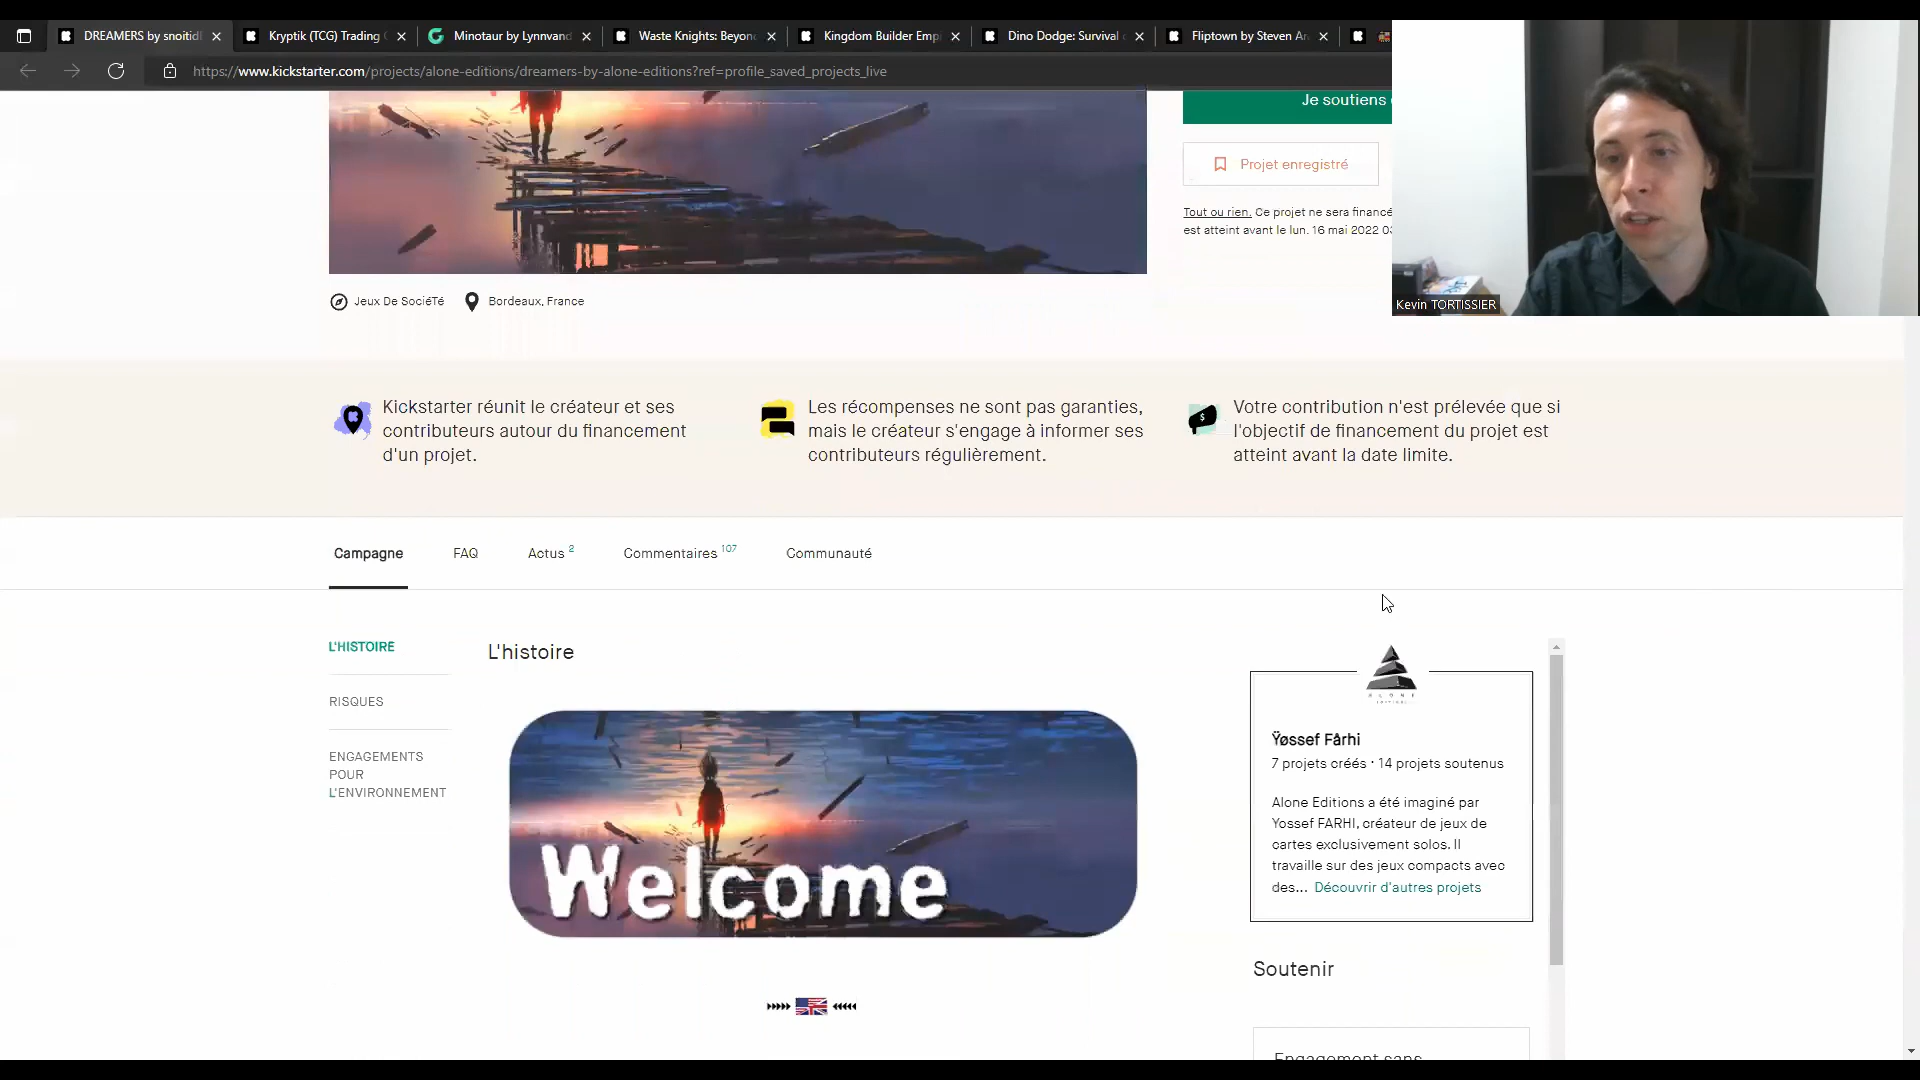 DREAMERS by snoitidE
Kryptik (TCG) Trading
Minotaur by Lynnvand
Waste Knights: Beyon
Kingdom Builder Emp
Dino Dodge: Survival
Fliptown by Steven Ar
https://www.kickstarter.com/projects/alone-editions/dreamers-by-alone-editions?ref=profile_saved_projects_live
Je soutiens
Projet enregistré
Tout ou rien. Ce projet ne sera financé
est atteint avant le lun. 16 mai 2022
Kevin TORTISSIER
Jeux De SociéTé
Bordeaux, France
Kickstarter réunit le créateur et ses
contributeurs autour du financement
d'un projet.
Les récompenses ne sont pas garanties,
mais le créateur s'engage à informer ses
contributeurs régulièrement.
Votre contribution n'est prélevée que si
l'objectif de financement du projet est
atteint avant la date limite.
Campagne
FAQ
Actus 2
Commentaires 107
Communauté
L'HISTOIRE
RISQUES
ENGAGEMENTS
POUR
L'ENVIRONNEMENT
L'histoire
Welcome
ALONE
Ÿøssef Fårhi
7 projets créés · 14 projets soutenus
Alone Editions a été imaginé par
Yossef FARHI, créateur de jeux de
cartes exclusivement solos. Il
travaille sur des jeux compacts avec
des... Découvrir d'autres projets
Soutenir
Engagement sans